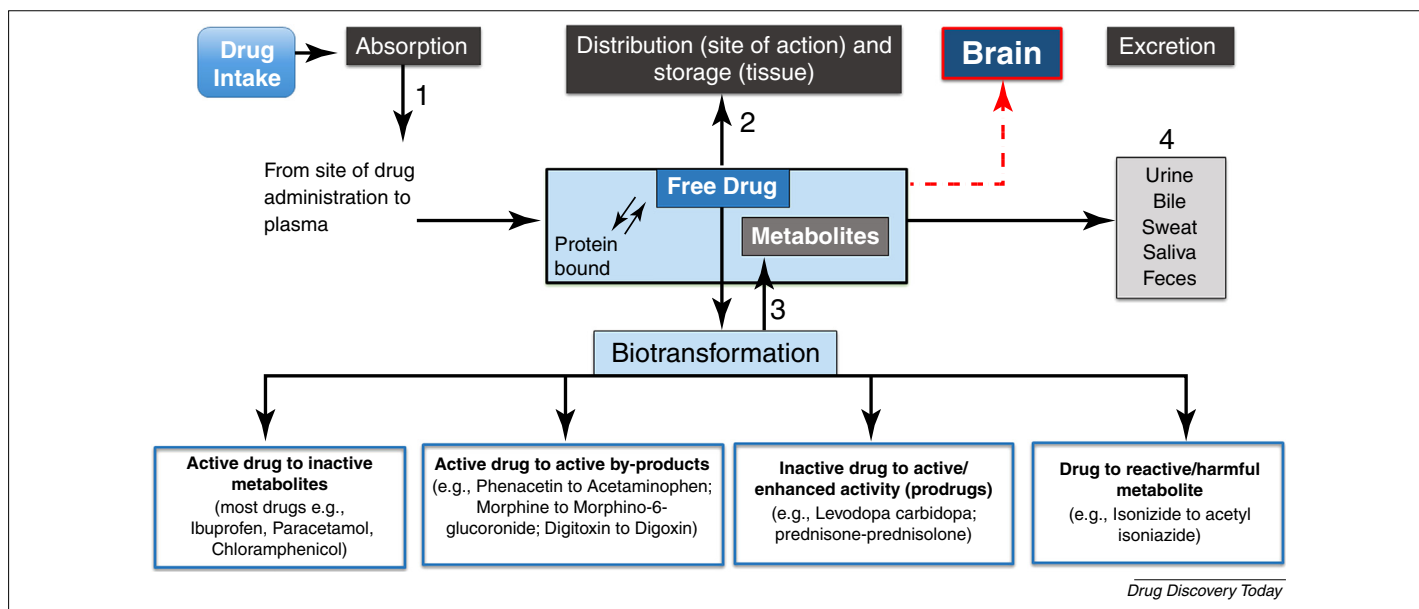 Drug
Intake
Absorption
Distribution (site of action) and
storage (tissue)
Brain
Excretion
1
2
4
From site of drug
administration to
plasma
Free Drug
Protein
bound
Metabolites
Urine
Bile
Sweat
Saliva
Feces
3
Biotransformation
Active drug to inactive
metabolites
(most drugs e.g.,
Ibuprofen, Paracetamol,
Chloramphenicol)
Active drug to active by-products
(e.g., Phenacetin to Acetaminophen;
Morphine to Morphino-6-
glucoronide; Digitoxin to Digoxin)
Inactive drug to active/
enhanced activity (prodrugs)
(e.g., Levodopa carbidopa;
prednisone-prednisolone)
Drug to reactive/harmful
metabolite
(e.g., Isonizide to acetyl
isoniazide)
Drug Discovery Today